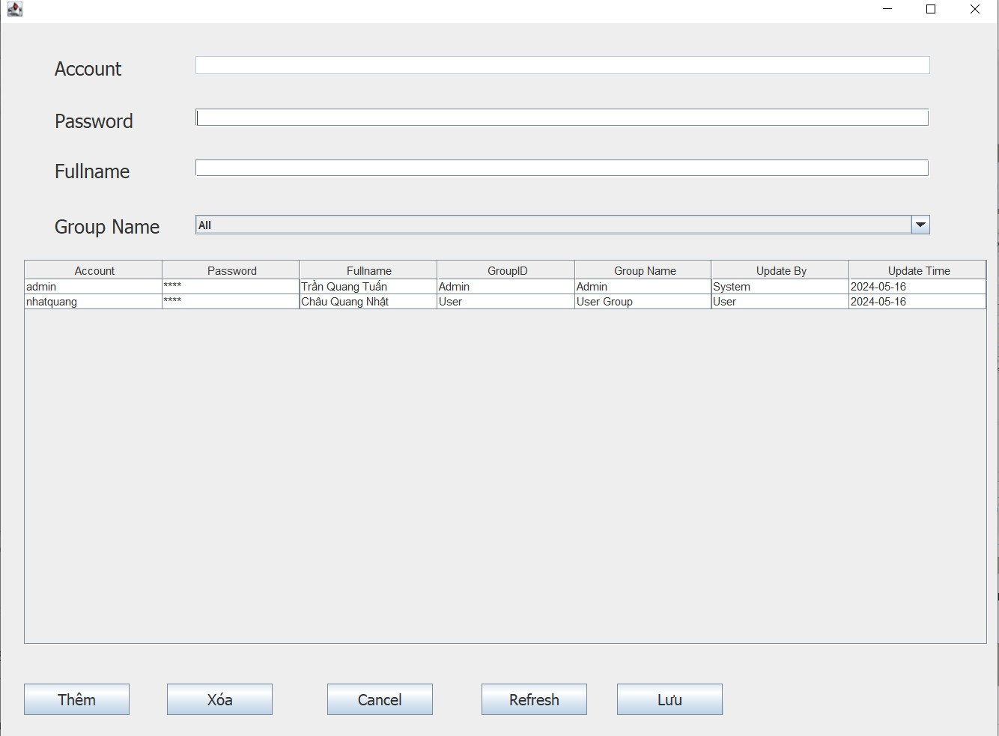 Account
Password
Fullname
Group Name All
Account Password Fullname GroupID Group Name Update By Update Time
admin **** Trần Quang Tuấn Admin Admin System 2024-05-16
nhatquang **** Châu Quang Nhật User User Group User 2024-05-16
Thêm Xóa Cancel Refresh Lưu